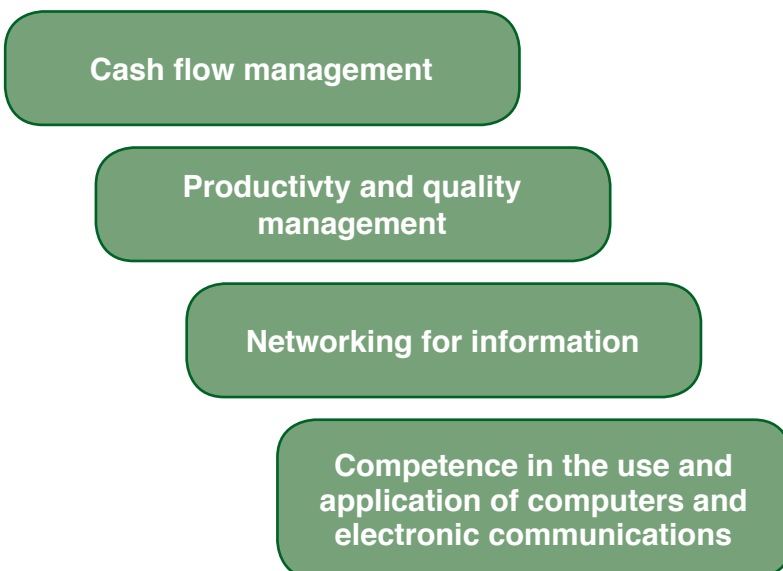 Cash flow management
Productivty and quality
management
Networking for information
Competence in the use and
application of computers and
electronic communications